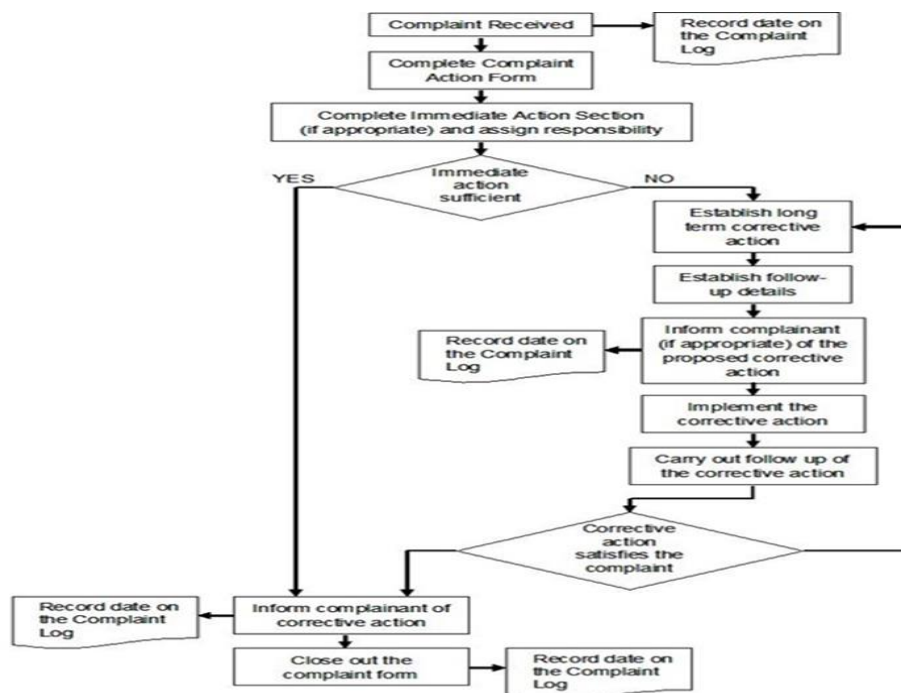 Complaint Received
Record date on
the Complaint
Log
Complete Complaint
Action Form
Complete Immediate Action Section
(if appropriate) and assign responsibility
YES
Immediate
action
sufficient
NO
Establish long
term corrective
action
Establish follow-
up details
Inform complainant
(if appropriate) of the
proposed corrective
action
Record date on
the Complaint
Log
Implement the
corrective action
Carry out follow up of
the corrective action
Corrective
action
satisfies the
complaint
Record date on
the Complaint
Log
Inform complainant of
corrective action
Close out the
complaint form
Record date on
the Complaint
Log